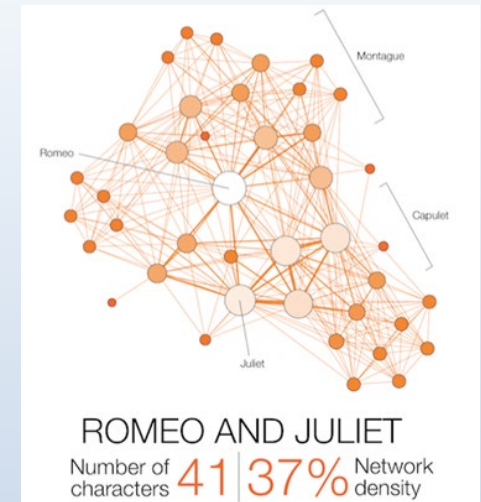 Montague
Romeo
Capulet
Juliet
ROMEO AND JULIET
Number of characters 41 37% Network density